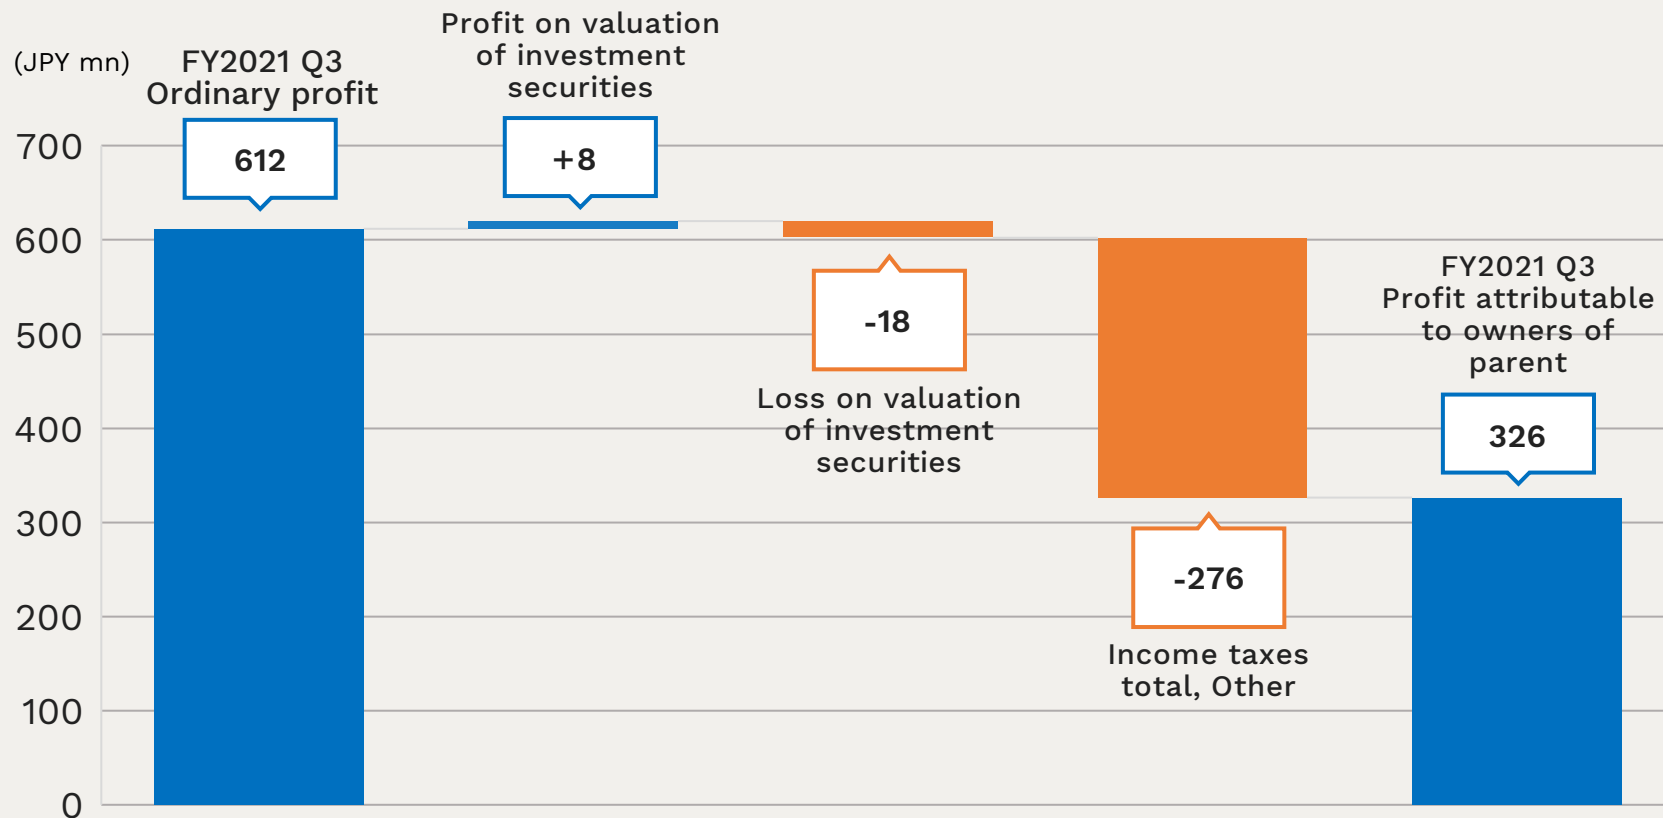 (JPY mn)
FY2021 Q3
Ordinary profit
612
Profit on valuation
of investment
securities
+8
-18
Loss on valuation
of investment
securities
-276
Income taxes
total, Other
FY2021 Q3
Profit attributable
to owners of
parent
326
700
600
500
400
300
200
100
0